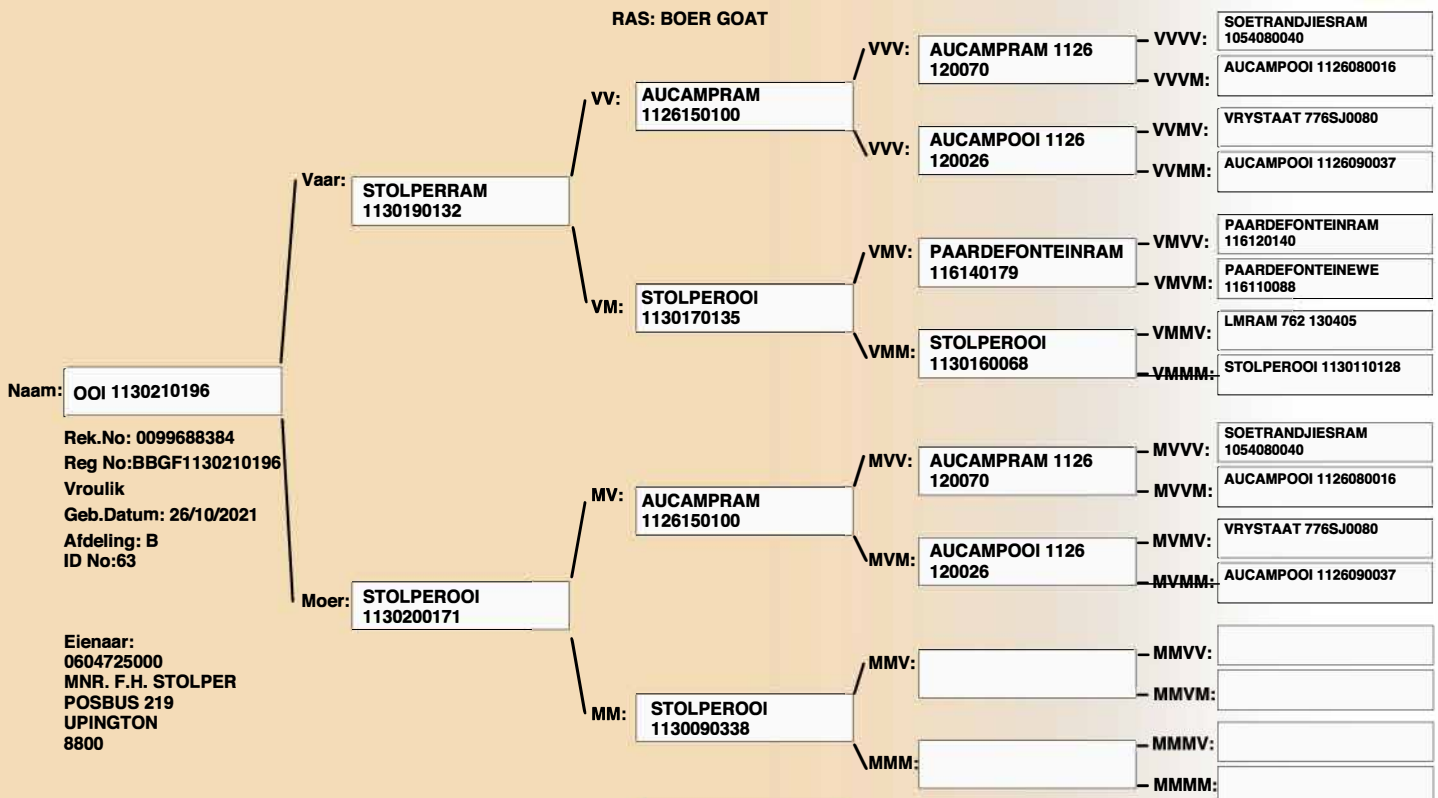 RAS: BOER GOAT
Naam:
OOI 1130210196
Rek.No: 0099688384
Reg No:BBGF1130210196
Vroulik
Geb.Datum: 26/10/2021
Afdeling: B
ID No:63
Eienaar:
0604725000
MNR. F.H. STOLPER
POSBUS 219
UPINGTON
8800
Vaar:
STOLPERRAM
1130190132
Moer:
STOLPEROOI
1130200171
VV:
AUCAMPRAM
1126150100
VM:
STOLPEROOI
1130170135
MV:
AUCAMPRAM
1126150100
MM:
STOLPEROOI
1130090338
VVV:
AUCAMPRAM 1126
120070
VVV:
AUCAMPOOI 1126
120026
VMV:
PAARDEFONTEINRAM
116140179
VMM:
STOLPEROOI
1130160068
MVV:
AUCAMPRAM 1126
120070
MVM:
AUCAMPOOI 1126
120026
MMV:
MMM:
VVVV:
SOETRANDJIESRAM
1054080040
VVVM:
AUCAMPOOI 1126080016
VVMV:
VRYSTAAT 776SJ0080
VVMM:
AUCAMPOOI 1126090037
VMVV:
PAARDEFONTEINRAM
116120140
VMVM:
PAARDEFONTEINEWE
116110088
VMMV:
LMRAM 762 130405
VMMM:
STOLPEROOI 1130110128
MVVV:
SOETRANDJIESRAM
1054080040
MVVM:
AUCAMPOOI 1126080016
MVMV:
VRYSTAAT 776SJ0080
MVMM:
AUCAMPOOI 1126090037
MMVV:
MMVM:
MMMV:
MMMM: